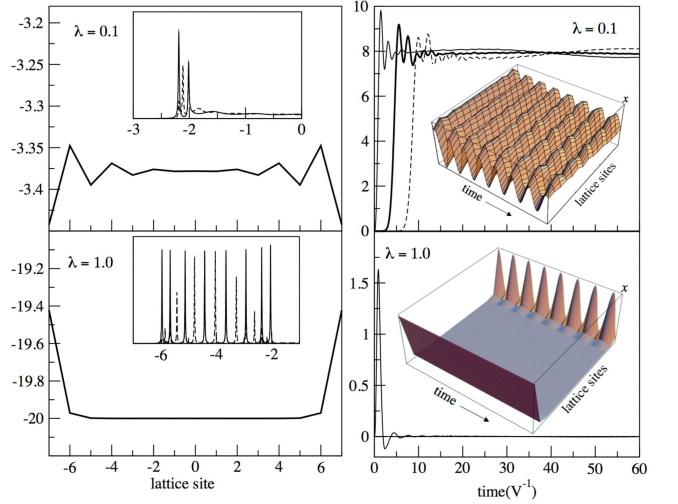 -3.2
-3.25
-3.3
-3.35
-3.4
λ = 0.1
-3 -2 -1 0
10
8
6
4
2
0
λ = 0.1
x
time
lattice sites
-19.2
-19.4
-19.6
-19.8
-20
λ = 1.0
-6 -4 -2
-6 -4 -2 0 2 4 6
lattice site
1.5
1
0.5
0
λ = 1.0
x
time
lattice sites
0 10 20 30 40 50 60
time(V⁻¹)